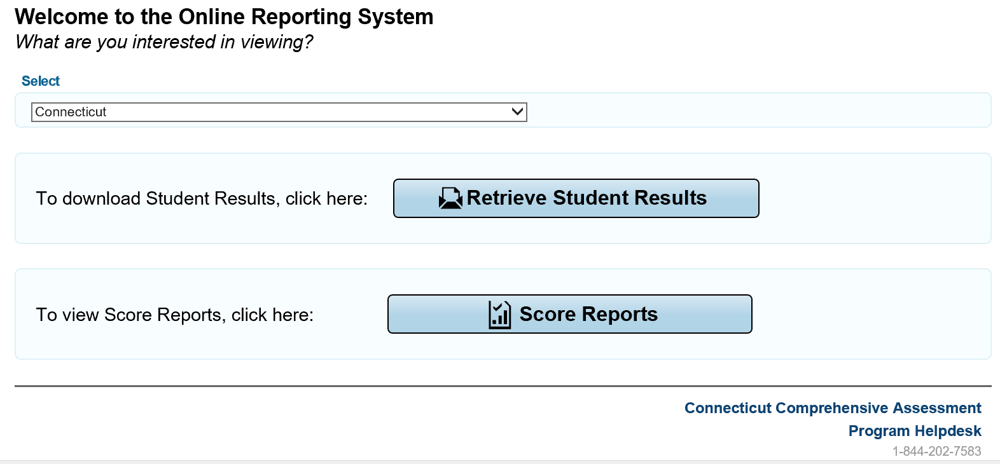 Welcome to the Online Reporting System
What are you interested in viewing?
Select
Connecticut
To download Student Results, click here:
Retrieve Student Results
To view Score Reports, click here:
Score Reports
Connecticut Comprehensive Assessment
Program Helpdesk
1-844-202-7583